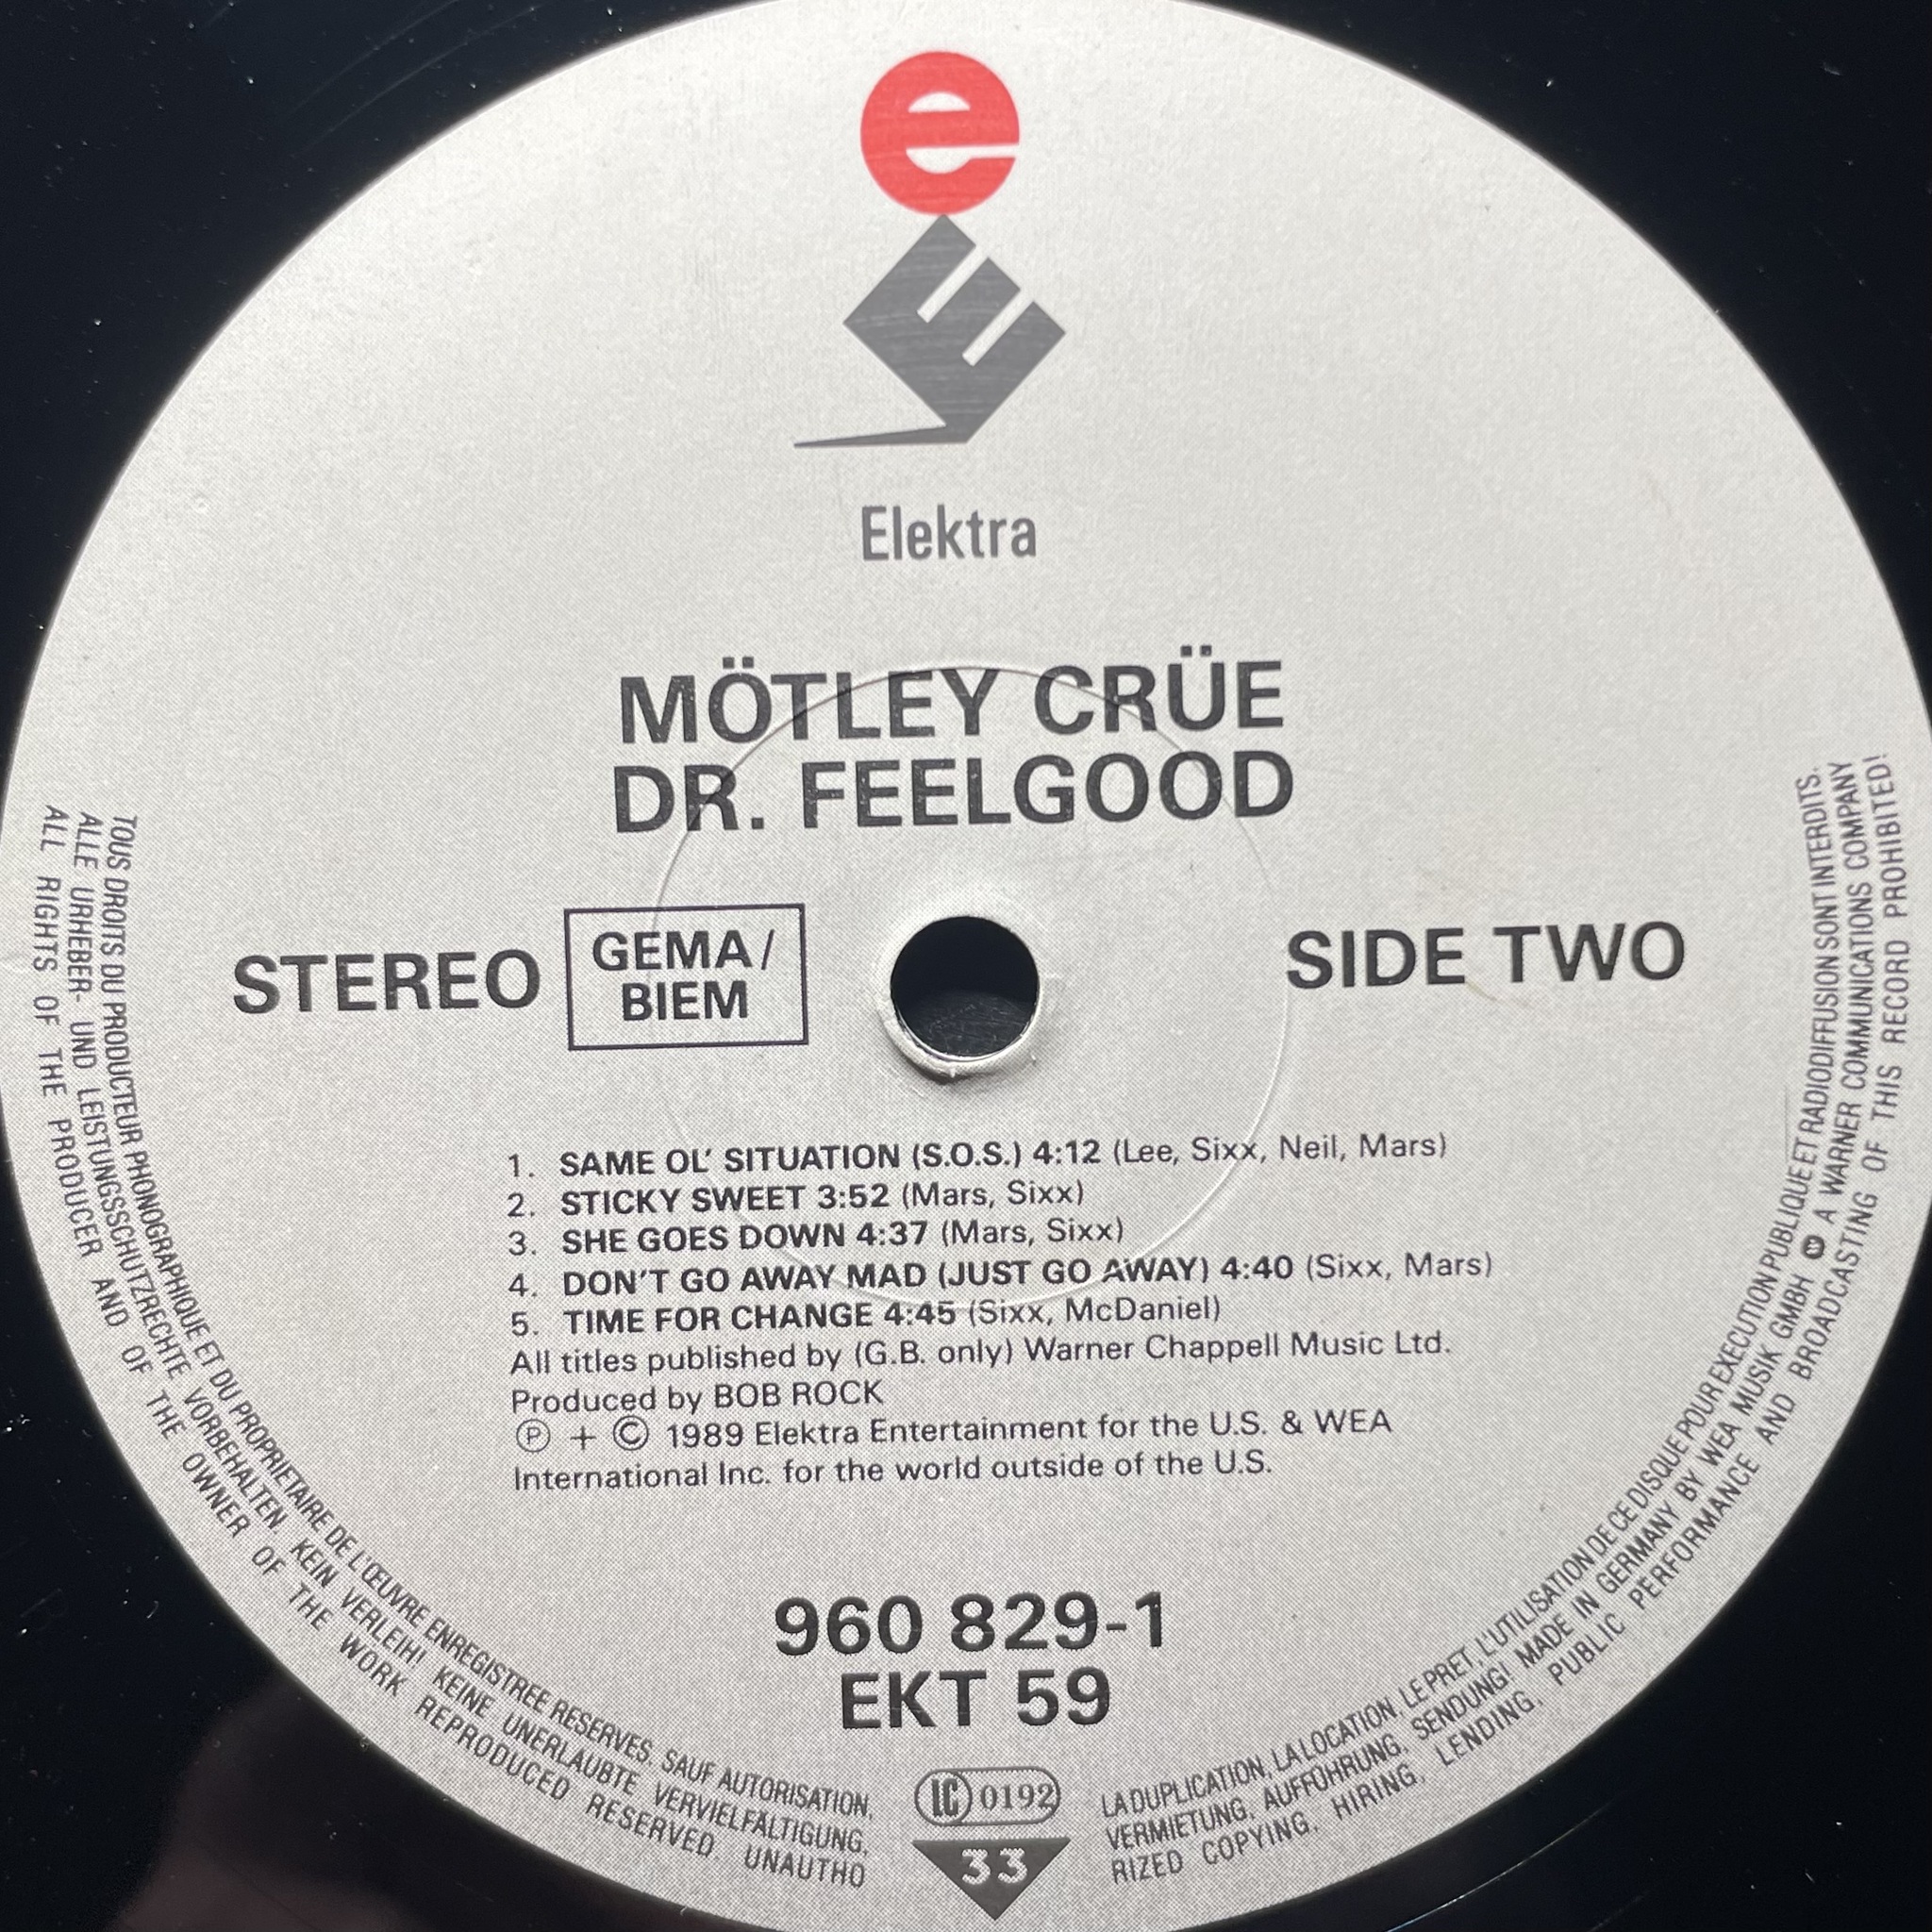 e
E
Elektra
MÖTLEY CRÜE
DR. FEELGOOD
STEREO
GEMA/
BIEM
SIDE TWO
1. SAME OL' SITUATION (S.O.S.) 4:12 (Lee, Sixx, Neil, Mars)
2. STICKY SWEET 3:52 (Mars, Sixx)
3. SHE GOES DOWN 4:37 (Mars, Sixx)
4. DON'T GO AWAY MAD (JUST GO AWAY) 4:40 (Sixx, Mars)
5. TIME FOR CHANGE 4:45 (Sixx, McDaniel)
All titles published by (G.B. only) Warner Chappell Music Ltd.
Produced by BOB ROCK
Ⓟ + © 1989 Elektra Entertainment for the U.S. & WEA
International Inc. for the world outside of the U.S.
960 829-1
EKT 59
LC 0192
33
TOUS DROITS DU PRODUCTEUR PHONOGRAPHIQUE ET DU PROPRIETAIRE DE L'ŒUVRE ENREGISTREE RESERVES. SAUF AUTORISATION, LA DUPLICATION, LA LOCATION, LE PRET, L'UTILISATION DE CE DISQUE POUR EXECUTION PUBLIQUE ET RADIODIFFUSION SONT INTERDITS.
ALLE URHEBER- UND LEISTUNGSSCHUTZRECHTE VORBEHALTEN. KEIN VERLEIH! KEINE UNERLAUBTE VERVIELFÄLTIGUNG, VERMIETUNG, AUFFÜHRUNG, SENDUNG! MADE IN GERMANY BY WEA MUSIK GMBH A WARNER COMMUNICATIONS COMPANY
ALL RIGHTS OF THE PRODUCER AND OF THE OWNER OF THE WORK REPRODUCED RESERVED. UNAUTHORIZED COPYING, HIRING, LENDING, PUBLIC PERFORMANCE AND BROADCASTING OF THIS RECORD PROHIBITED!